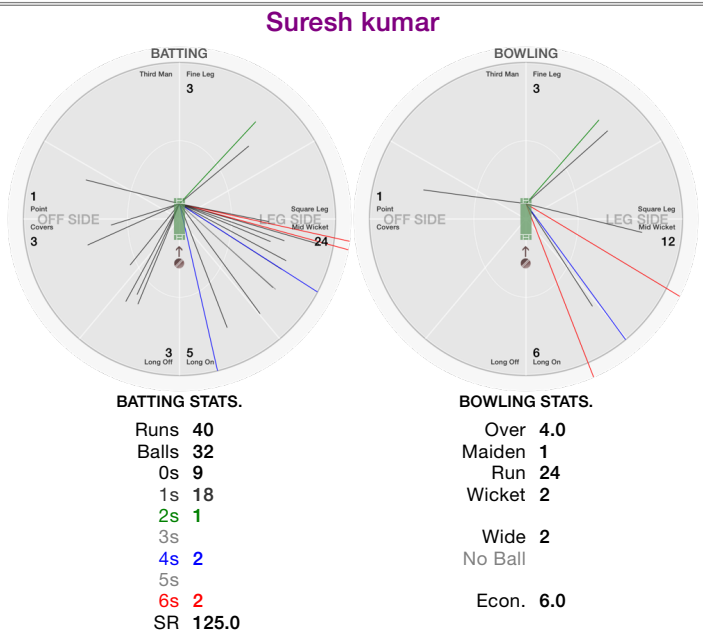 Suresh kumar
BATTING
Third Man Fine Leg
3
1
Point
OFF SIDE
Covers
3
Square Leg
LEG SIDE
Mid Wicket
24
3 5
Long Off Long On
BATTING STATS.
Runs 40
Balls 32
0s 9
1s 18
2s 1
3s
4s 2
5s
6s 2
SR 125.0
BOWLING
Third Man Fine Leg
3
1
Point
OFF SIDE
Covers
Square Leg
LEG SIDE
Mid Wicket
12
6
Long Off Long On
BOWLING STATS.
Over 4.0
Maiden 1
Run 24
Wicket 2
Wide 2
No Ball
Econ. 6.0